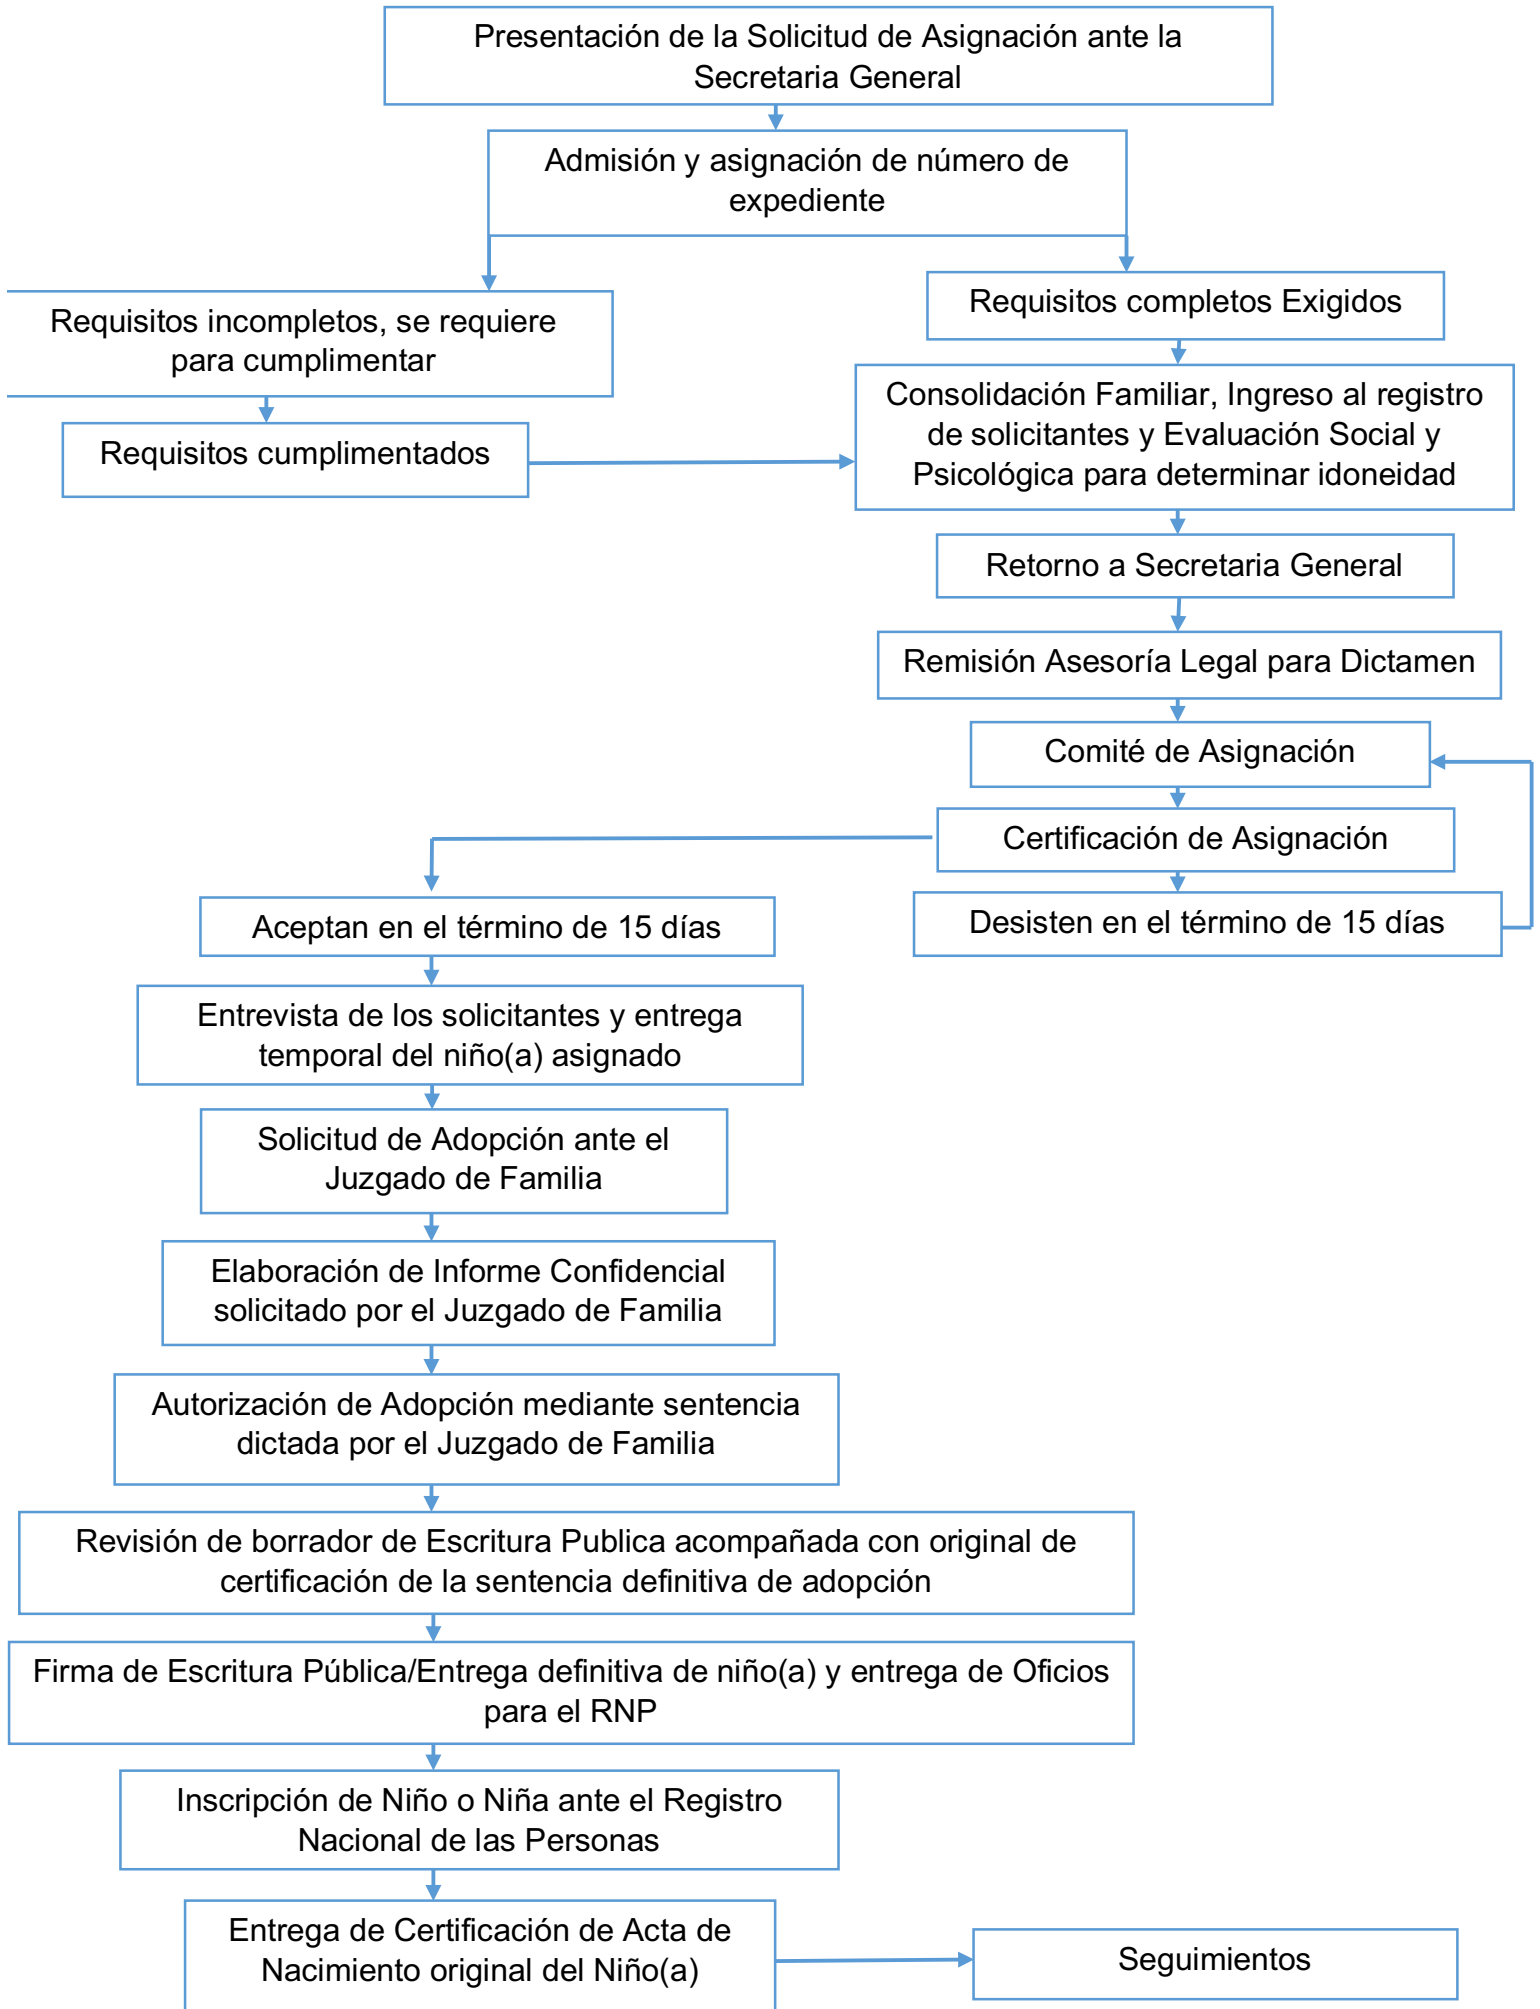 Presentación de la Solicitud de Asignación ante la
Secretaria General
Admisión y asignación de número de
expediente
Requisitos incompletos, se requiere
para cumplimentar
Requisitos completos Exigidos
Requisitos cumplimentados
Consolidación Familiar, Ingreso al registro
de solicitantes y Evaluación Social y
Psicológica para determinar idoneidad
Retorno a Secretaria General
Remisión Asesoría Legal para Dictamen
Comité de Asignación
Certificación de Asignación
Aceptan en el término de 15 días
Desisten en el término de 15 días
Entrevista de los solicitantes y entrega
temporal del niño(a) asignado
Solicitud de Adopción ante el
Juzgado de Familia
Elaboración de Informe Confidencial
solicitado por el Juzgado de Familia
Autorización de Adopción mediante sentencia
dictada por el Juzgado de Familia
Revisión de borrador de Escritura Publica acompañada con original de
certificación de la sentencia definitiva de adopción
Firma de Escritura Pública/Entrega definitiva de niño(a) y entrega de Oficios
para el RNP
Inscripción de Niño o Niña ante el Registro
Nacional de las Personas
Entrega de Certificación de Acta de
Nacimiento original del Niño(a)
Seguimientos